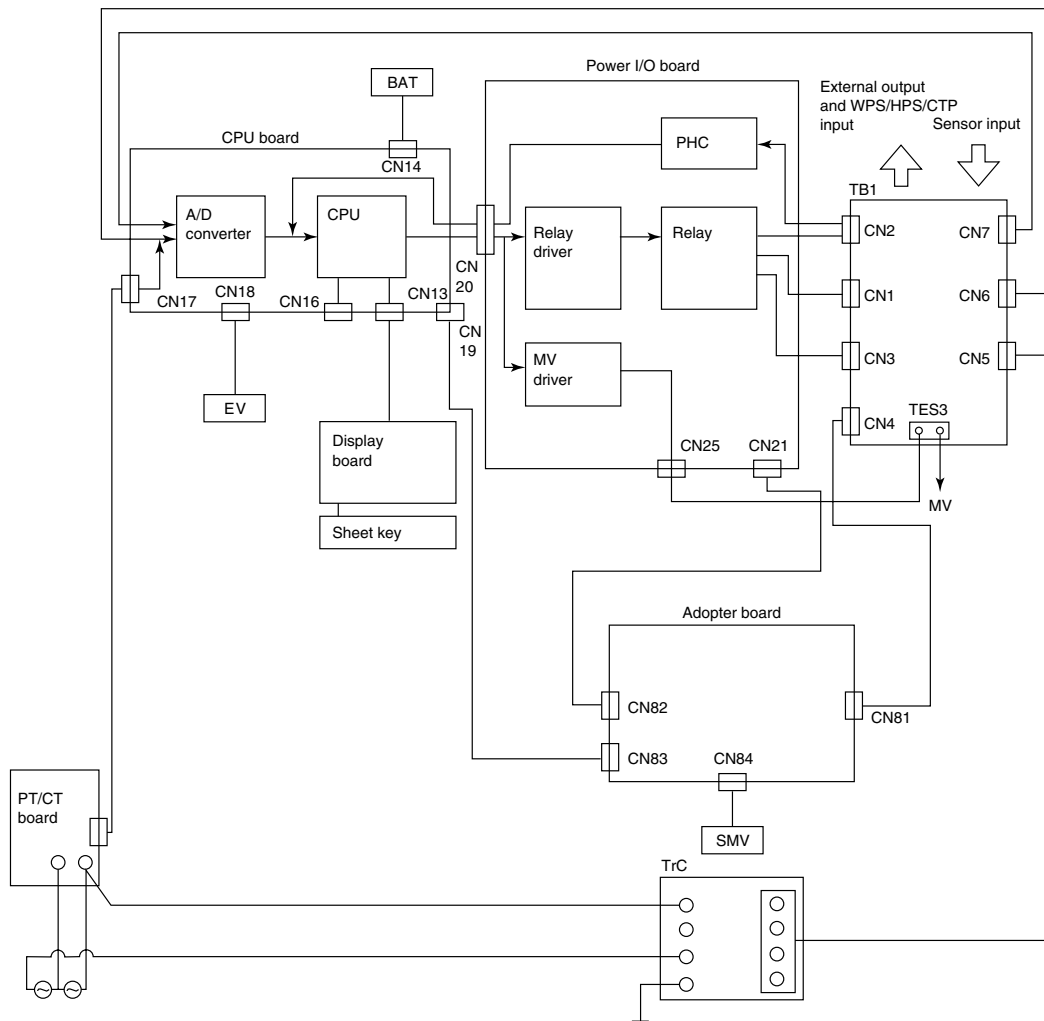 Power I/O board
BAT
External output
and WPS/HPS/CTP
input
Sensor input
CPU board
CN14
PHC
TB1
A/D
converter
CPU
Relay
driver
Relay
CN2
CN7
CN
20
CN17
CN18
CN16
CN13
CN1
CN6
CN
19
MV
driver
CN3
CN5
EV
CN4
TES3
Display
board
CN25
CN21
MV
Sheet key
Adopter board
CN82
CN81
CN83
CN84
PT/CT
board
SMV
TrC